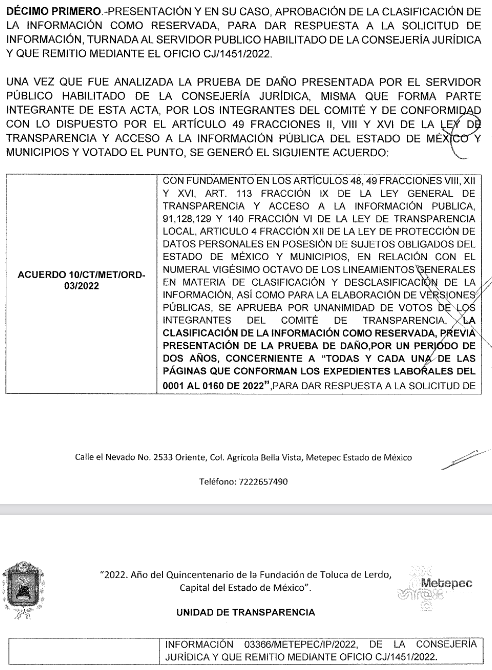 DÉCIMO PRIMERO.-PRESENTACIÓN Y EN SU CASO, APROBACIÓN DE LA CLASIFICACIÓN DE
LA INFORMACIÓN COMO RESERVADA, PARA DAR RESPUESTA A LA SOLICITUD DE
INFORMACIÓN, TURNADA AL SERVIDOR PUBLICO HABILITADO DE LA CONSEJERÍA JURÍDICA
Y QUE REMITIO MEDIANTE EL OFICIO CJ/1451/2022.
UNA VEZ QUE FUE ANALIZADA LA PRUEBA DE DAÑO PRESENTADA POR EL SERVIDOR
PÚBLICO HABILITADO DE LA CONSEJERÍA JURÍDICA, MISMA QUE FORMA PARTE
INTEGRANTE DE ESTA ACTA, POR LOS INTEGRANTES DEL COMITÉ Y DE CONFORMIDAD
CON LO DISPUESTO POR EL ARTÍCULO 49 FRACCIONES II, VIII Y XVI DE LA LEY DE
TRANSPARENCIA Y ACCESO A LA INFORMACIÓN PÚBLICA DEL ESTADO DE MÉXICO Y
MUNICIPIOS Y VOTADO EL PUNTO, SE GENERÓ EL SIGUIENTE ACUERDO:
ACUERDO 10/CT/MET/ORD-
03/2022
CON FUNDAMENTO EN LOS ARTÍCULOS 48, 49 FRACCIONES VIII, XII
Y XVI, ART. 113 FRACCIÓN IX DE LA LEY GENERAL DE
TRANSPARENCIA Y ACCESO A LA INFORMACIÓN PUBLICA,
91,128,129 Y 140 FRACCIÓN VI DE LA LEY DE TRANSPARENCIA
LOCAL, ARTICULO 4 FRACCIÓN XII DE LA LEY DE PROTECCIÓN DE
DATOS PERSONALES EN POSESIÓN DE SUJETOS OBLIGADOS DEL
ESTADO DE MÉXICO Y MUNICIPIOS, EN RELACIÓN CON EL
NUMERAL VIGÉSIMO OCTAVO DE LOS LINEAMIENTOS GENERALES
EN MATERIA DE CLASIFICACIÓN Y DESCLASIFICACIÓN DE LA
INFORMACIÓN, ASÍ COMO PARA LA ELABORACIÓN DE VERSIONES
PÚBLICAS, SE APRUEBA POR UNANIMIDAD DE VOTOS DE LOS
INTEGRANTES DEL COMITÉ DE TRANSPARENCIA. LA
CLASIFICACIÓN DE LA INFORMACIÓN COMO RESERVADA, PREVIA
PRESENTACIÓN DE LA PRUEBA DE DAÑO,POR UN PERIODO DE
DOS AÑOS, CONCERNIENTE A "TODAS Y CADA UNA DE LAS
PÁGINAS QUE CONFORMAN LOS EXPEDIENTES LABORALES DEL
0001 AL 0160 DE 2022",PARA DAR RESPUESTA A LA SOLICITUD DE
Calle el Nevado No. 2533 Oriente, Col. Agrícola Bella Vista, Metepec Estado de México
Teléfono: 7222657490
"2022. Año del Quincentenario de la Fundación de Toluca de Lerdo,
Capital del Estado de México".
Metepec
UNIDAD DE TRANSPARENCIA
INFORMACIÓN 03366/METEPEC/IP/2022, DE LA CONSEJERÍA
JURÍDICA Y QUE REMITIO MEDIANTE OFICIO CJ/1451/2022.